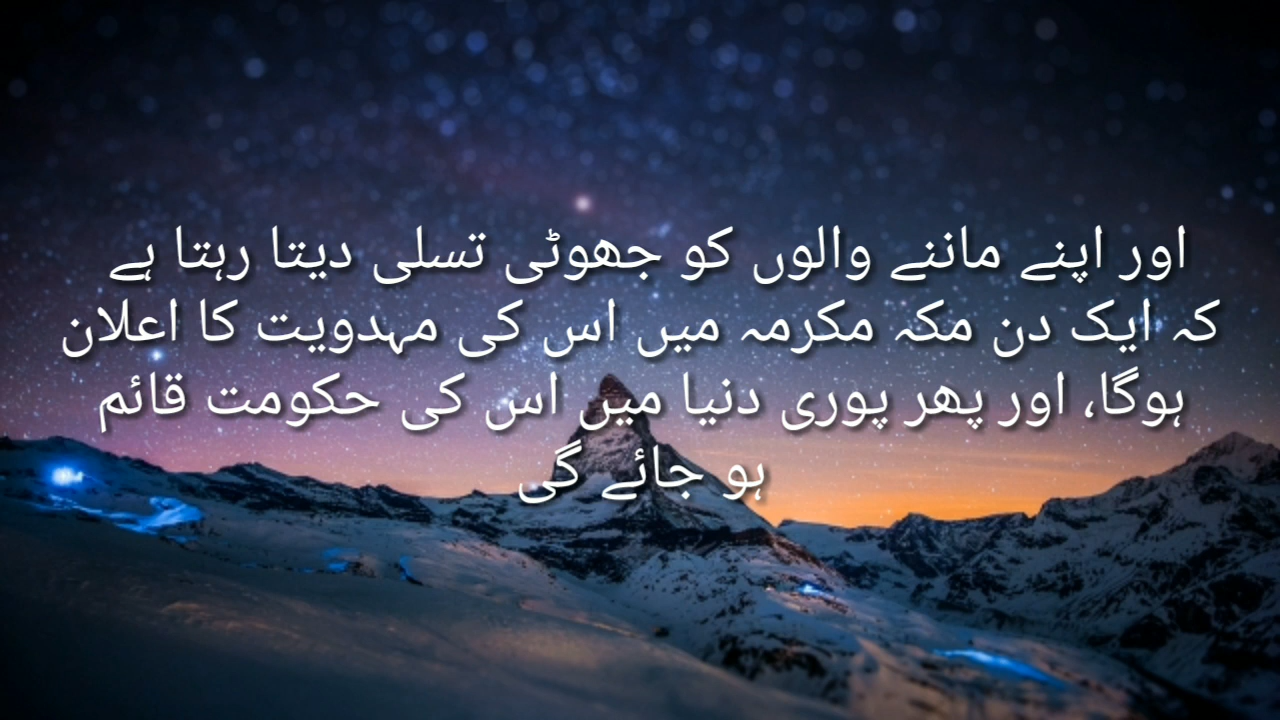 اور اپنے ماننے والوں کو جھوٹی تسلی دیتا رہتا ہے
کہ ایک دن مکہ مکرمہ میں اس کی مہدویت کا اعلان
ہوگا، اور پھر پوری دنیا میں اس کی حکومت قائم
ہو جائے گی